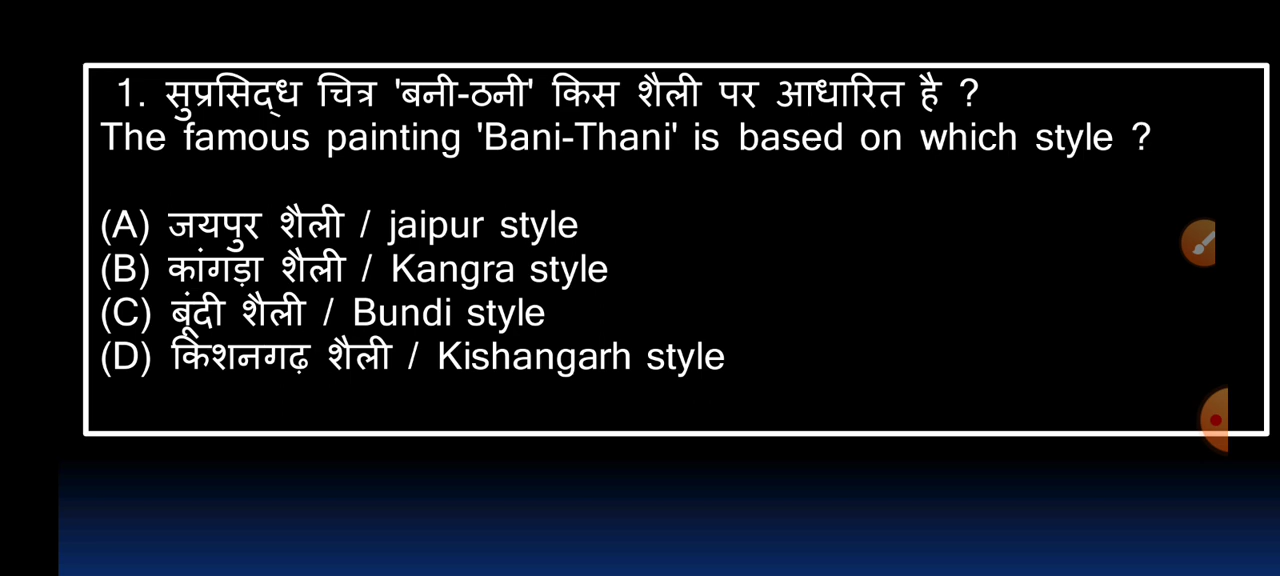 1. सुप्रसिद्ध चित्र 'बनी-ठनी' किस शैली पर आधारित है ?
The famous painting 'Bani-Thani' is based on which style ?
(A) जयपुर शैली / jaipur style
(B) कांगड़ा शैली / Kangra style
(C) बूंदी शैली / Bundi style
(D) किशनगढ़ शैली / Kishangarh style